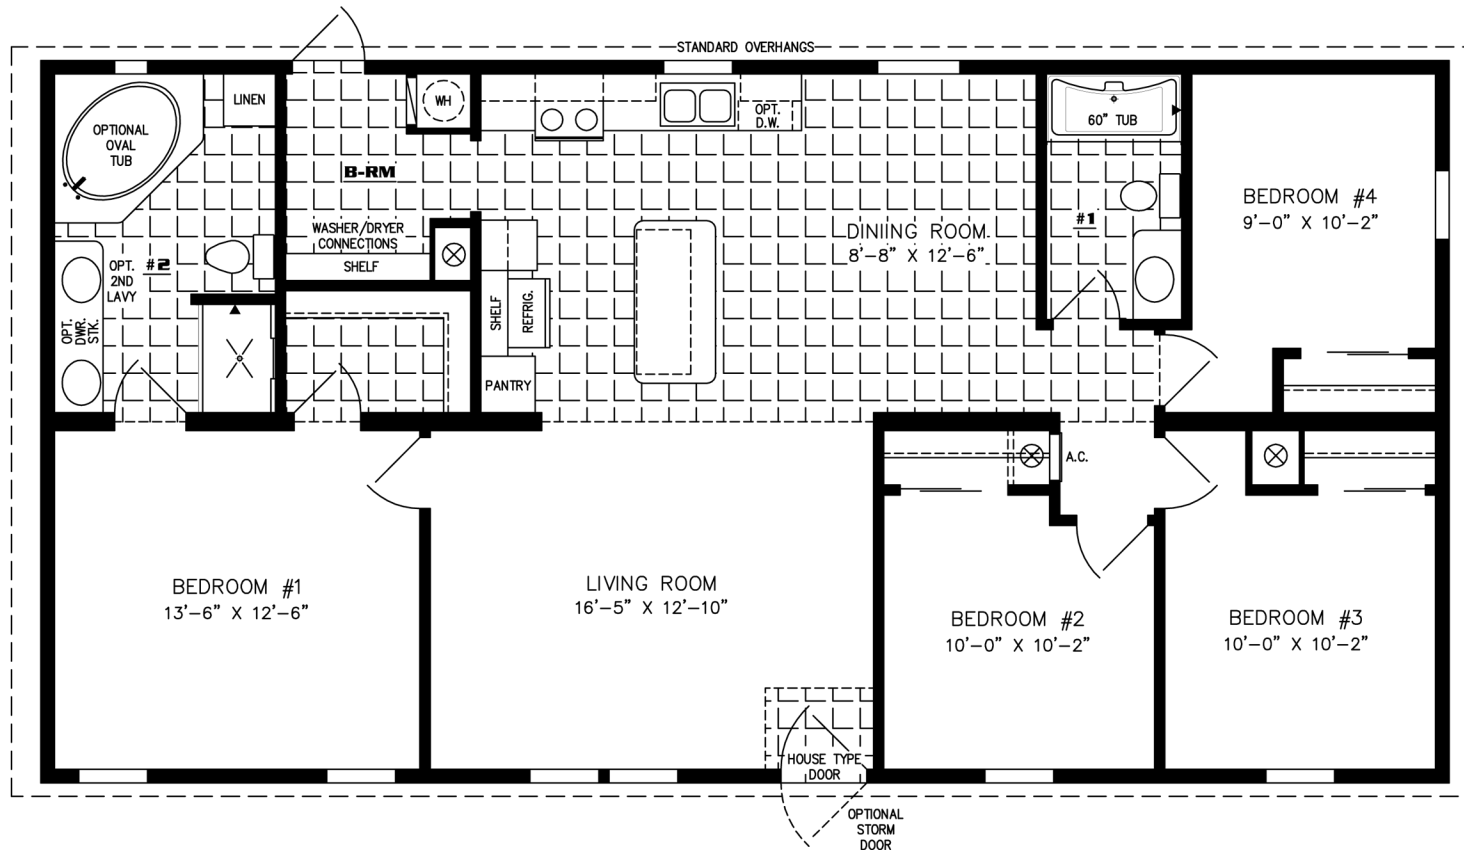 STANDARD OVERHANGS
OPTIONAL
OVAL
TUB
LINEN
WH
OPT.
D.W.
60” TUB
B-RM
WASHER/DRYER
CONNECTIONS
SHELF
OPT.
2ND
LAVY
#2
OPT.
DWR.
STK.
SHELF
REFRIG.
PANTRY
DINIING ROOM
8’-8” X 12’-6”
#1
BEDROOM #4
9’-0” X 10’-2”
A.C.
BEDROOM #1
13’-6” X 12’-6”
LIVING ROOM
16’-5” X 12’-10”
BEDROOM #2
10’-0” X 10’-2”
BEDROOM #3
10’-0” X 10’-2”
HOUSE TYPE
DOOR
OPTIONAL
STORM
DOOR